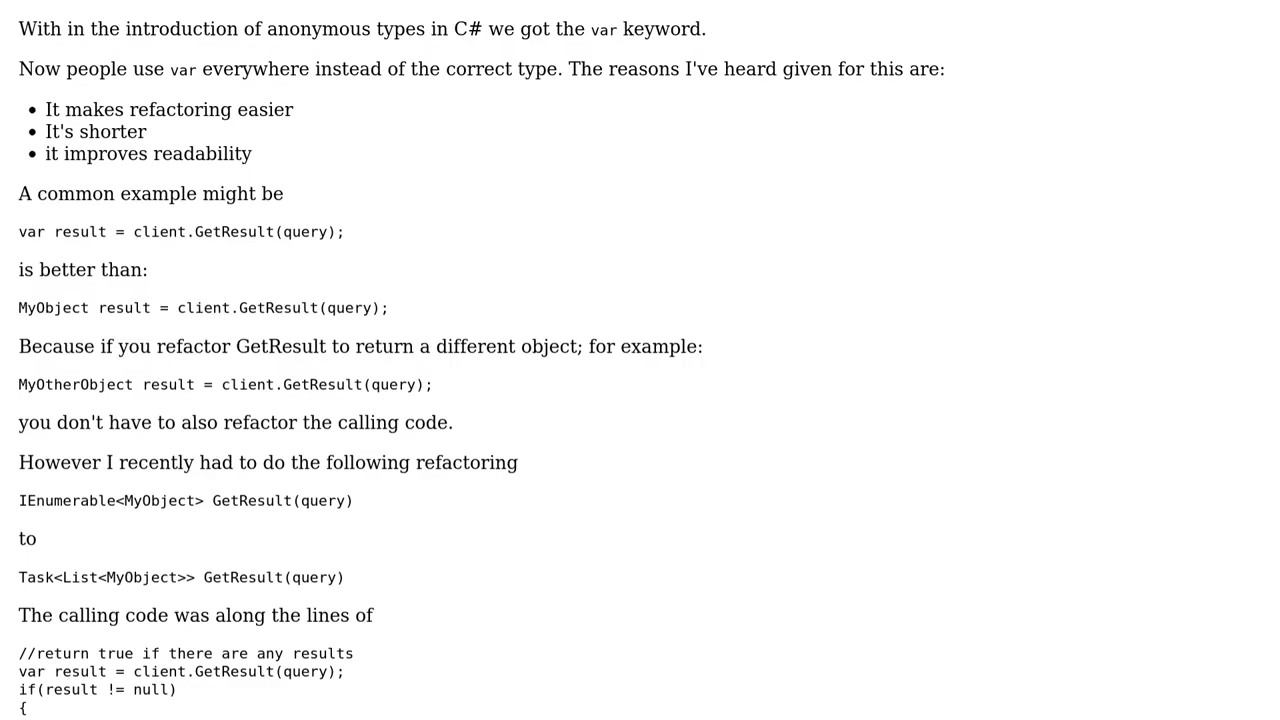 With in the introduction of anonymous types in C# we got the var keyword.
Now people use var everywhere instead of the correct type. The reasons I've heard given for this are:
• It makes refactoring easier
• It's shorter
• it improves readability
A common example might be
var result = client.GetResult(query);
is better than:
MyObject result = client.GetResult(query);
Because if you refactor GetResult to return a different object; for example:
MyOtherObject result = client.GetResult(query);
you don't have to also refactor the calling code.
However I recently had to do the following refactoring
IEnumerable<MyObject> GetResult(query)
to
Task<List<MyObject>> GetResult(query)
The calling code was along the lines of
//return true if there are any results
var result = client.GetResult(query);
if(result != null)
{